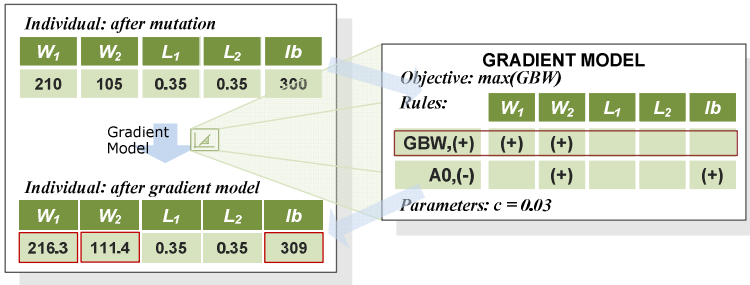 Individual: after mutation
W1 W2 L1 L2 Ib
210 105 0.35 0.35 300
Gradient
Model
Individual: after gradient model
W1 W2 L1 L2 Ib
216.3 111.4 0.35 0.35 309
GRADIENT MODEL
Objective: max(GBW)
Rules:
W1 W2 L1 L2 Ib
GBW,(+) (+) (+)
A0,(-) (+) (+)
Parameters: c = 0.03